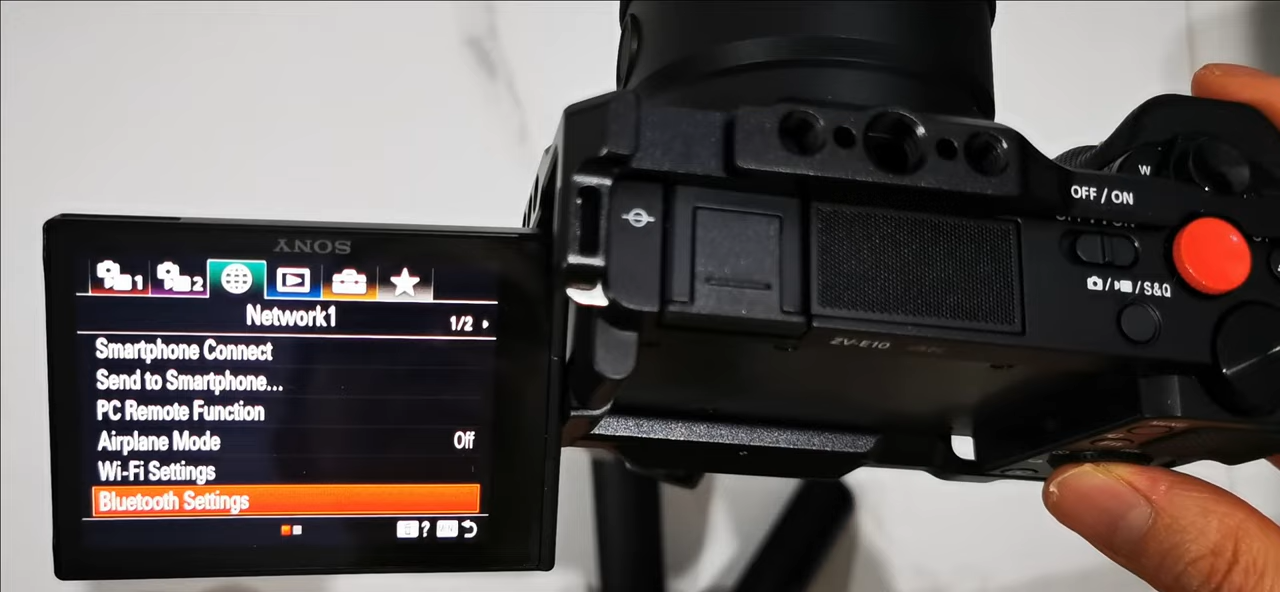 SONY
1 2
Network1 1/2
Smartphone Connect
Send to Smartphone...
PC Remote Function
Airplane Mode Off
Wi-Fi Settings
Bluetooth Settings
?
W
OFF / ON
/ / S&Q
ZV-E10